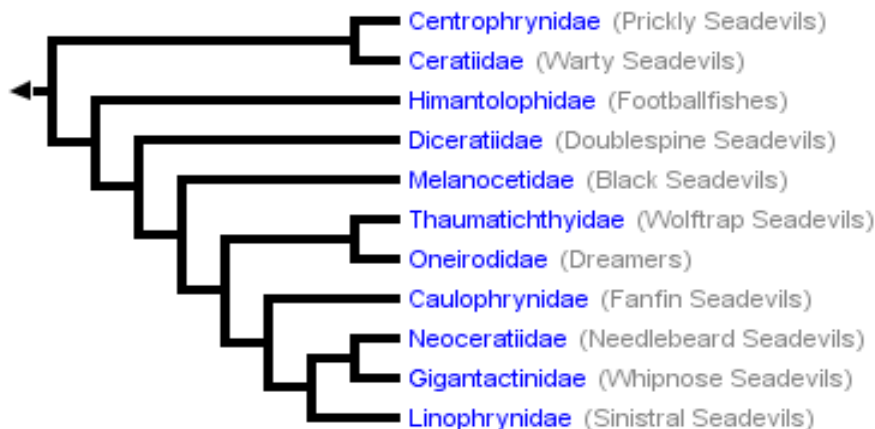 Centrophrynidae (Prickly Seadevils)
Ceratiidae (Warty Seadevils)
Himantolophidae (Footballfishes)
Diceratiidae (Doublespine Seadevils)
Melanocetidae (Black Seadevils)
Thaumatichthyidae (Wolftrap Seadevils)
Oneirodidae (Dreamers)
Caulophrynidae (Fanfin Seadevils)
Neoceratiidae (Needlebeard Seadevils)
Gigantactinidae (Whipnose Seadevils)
Linophrynidae (Sinistral Seadevils)